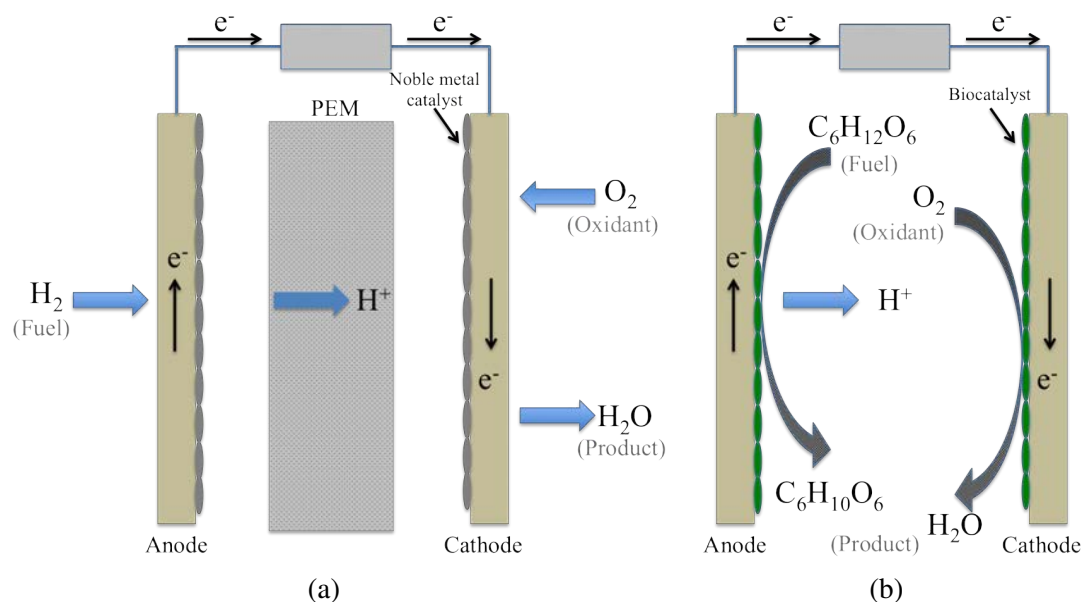 e⁻
e⁻
Noble metal
catalyst
PEM
H₂
(Fuel)
e⁻
H⁺
O₂
(Oxidant)
e⁻
H₂O
(Product)
Anode
Cathode
(a)
e⁻
e⁻
Biocatalyst
C₆H₁₂O₆
(Fuel)
O₂
(Oxidant)
e⁻
H⁺
e⁻
C₆H₁₀O₆
H₂O
(Product)
Anode
Cathode
(b)